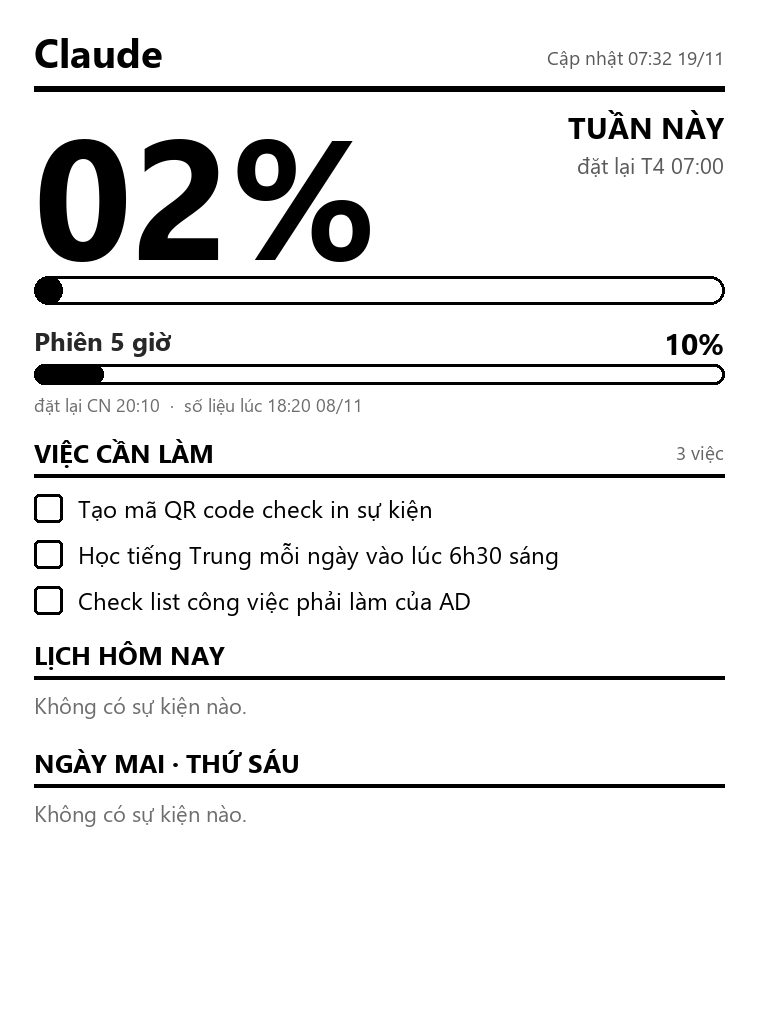 Claude
Cập nhật 07:32 19/11
02%
TUẦN NÀY
đặt lại T4 07:00
Phiên 5 giờ
10%
đặt lại CN 20:10 · số liệu lúc 18:20 08/11
VIỆC CẦN LÀM
3 việc
Tạo mã QR code check in sự kiện
Học tiếng Trung mỗi ngày vào lúc 6h30 sáng
Check list công việc phải làm của AD
LỊCH HÔM NAY
Không có sự kiện nào.
NGÀY MAI · THỨ SÁU
Không có sự kiện nào.